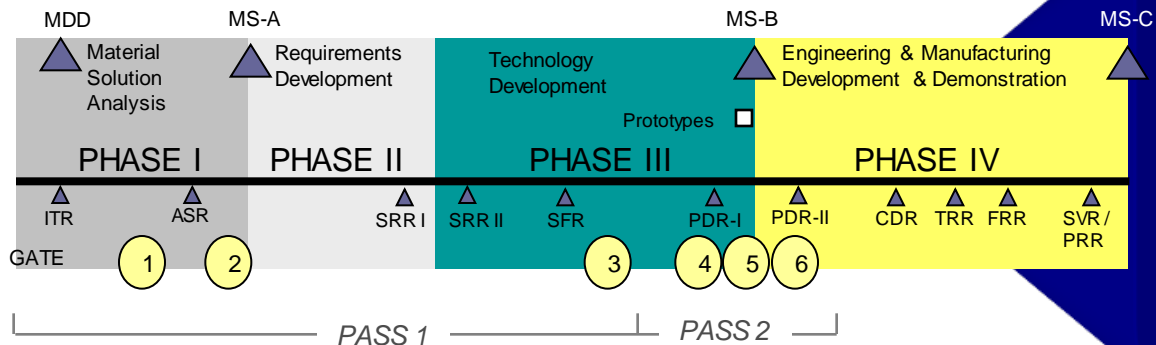 MDD
MS-A
MS-B
MS-C
Material
Solution
Analysis
Requirements
Development
Technology
Development
Engineering & Manufacturing
Development & Demonstration
Prototypes
PHASE I
PHASE II
PHASE III
PHASE IV
ITR
ASR
SRR I
SRR II
SFR
PDR-I
PDR-II
CDR
TRR
FRR
SVR /
PRR
GATE
1
2
3
4
5
6
PASS 1
PASS 2